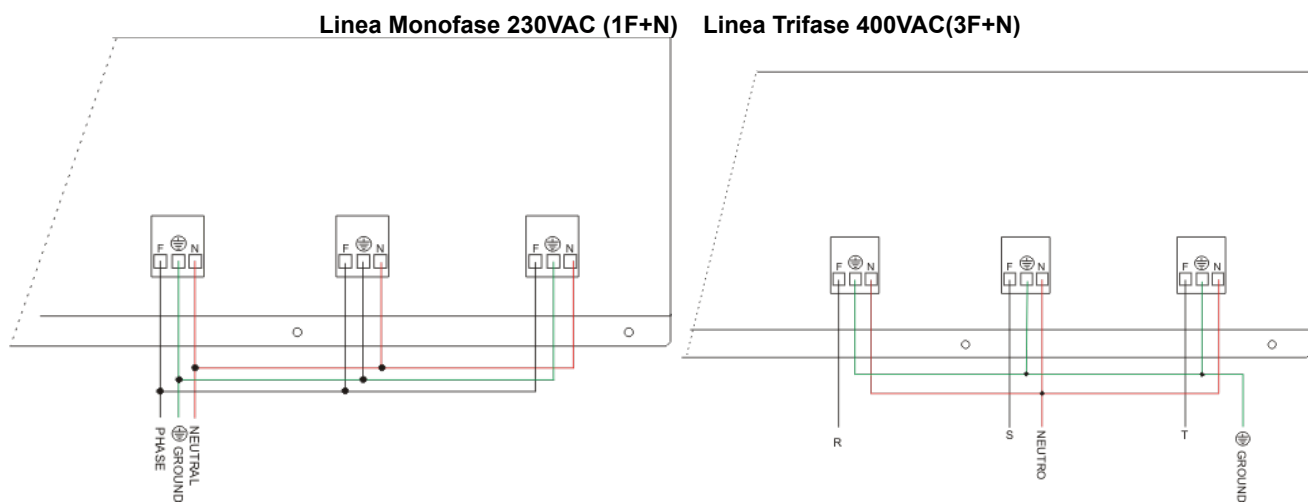 Linea Monofase 230VAC (1F+N) Linea Trifase 400VAC(3F+N)
F N
F N
F N
PHASE
GROUND
NEUTRAL
F N
F N
F N
R
S
NEUTRO
T
GROUND